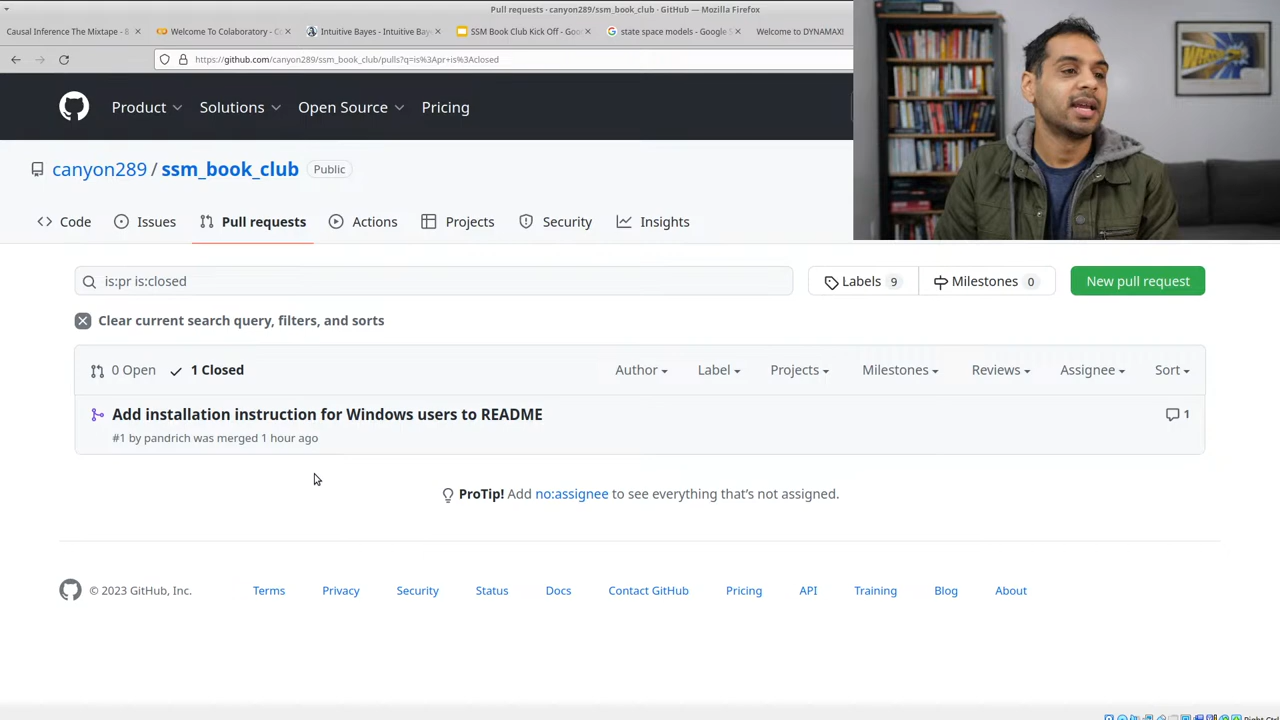 Pull requests · canyon289/ssm_book_club · GitHub — Mozilla Firefox
Causal Inference The Mixtape - B × Welcome To Colaboratory - C × Intuitive Bayes - Intuitive Bay × SSM Book Club Kick Off - Goo × state space models - Google S × Welcome to DYNAMAX!
https://github.com/canyon289/ssm_book_club/pulls?q=is%3Apr+is%3Aclosed
Product Solutions Open Source Pricing
canyon289 / ssm_book_club Public
Code Issues Pull requests Actions Projects Security Insights
is:pr is:closed Labels 9 Milestones 0 New pull request
Clear current search query, filters, and sorts
0 Open 1 Closed Author Label Projects Milestones Reviews Assignee Sort
Add installation instruction for Windows users to README 1
#1 by pandrich was merged 1 hour ago
ProTip! Add no:assignee to see everything that's not assigned.
© 2023 GitHub, Inc. Terms Privacy Security Status Docs Contact GitHub Pricing API Training Blog About
Right Ctrl